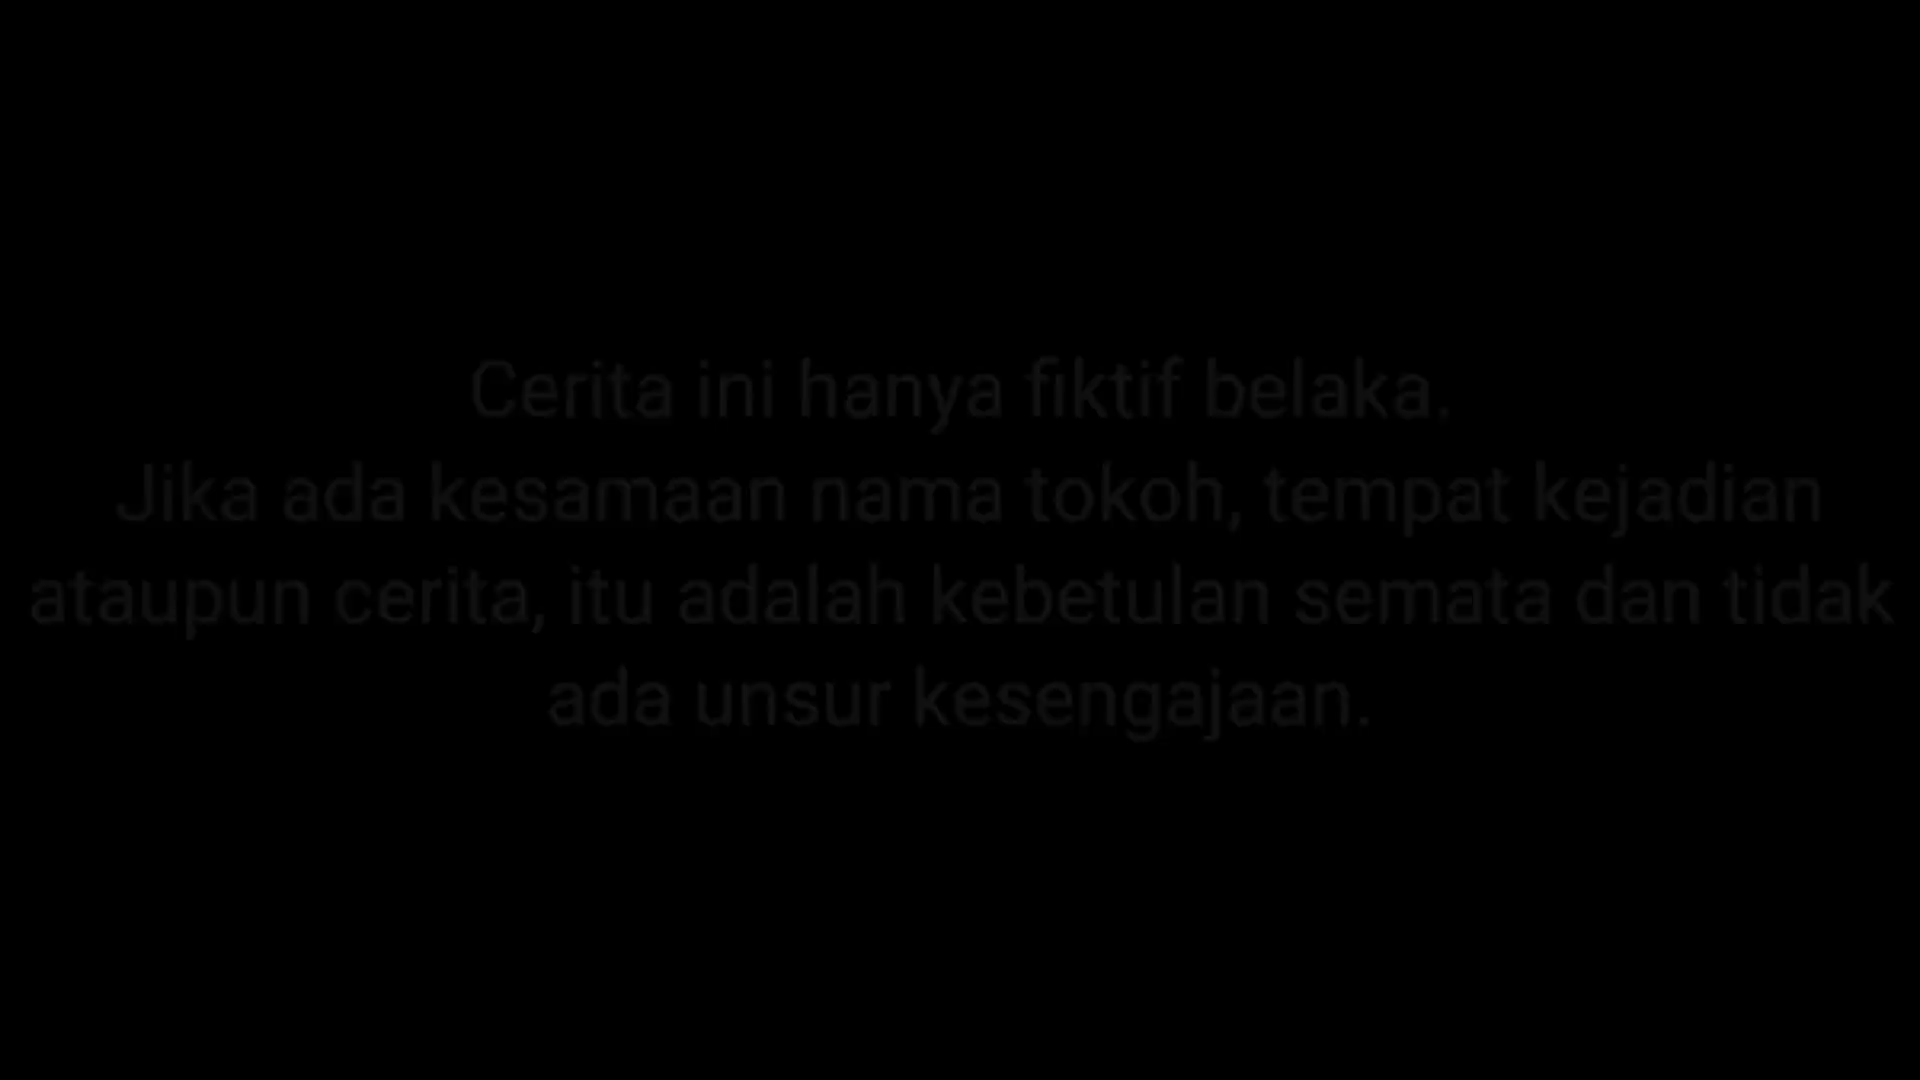 Cerita ini hanya fiktif belaka.
Jika ada kesamaan nama tokoh, tempat kejadian
ataupun cerita, itu adalah kebetulan semata dan tidak
ada unsur kesengajaan.